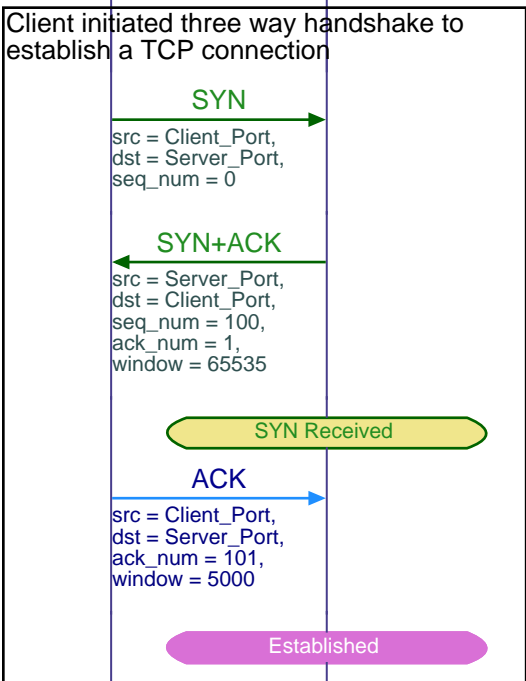 Client initiated three way handshake to
establish a TCP connection
SYN
src = Client_Port,
dst = Server_Port,
seq_num = 0
SYN+ACK
src = Server_Port,
dst = Client_Port,
seq_num = 100,
ack_num = 1,
window = 65535
SYN Received
ACK
src = Client_Port,
dst = Server_Port,
ack_num = 101,
window = 5000
Established